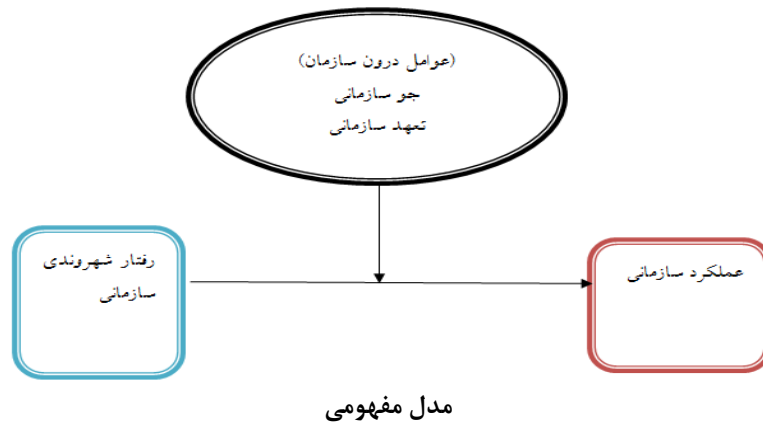 (عوامل درون سازمان)
جو سازمانی
تعهد سازمانی
رفتار شهروندی
سازمانی
عملکرد سازمانی
مدل مفهومی